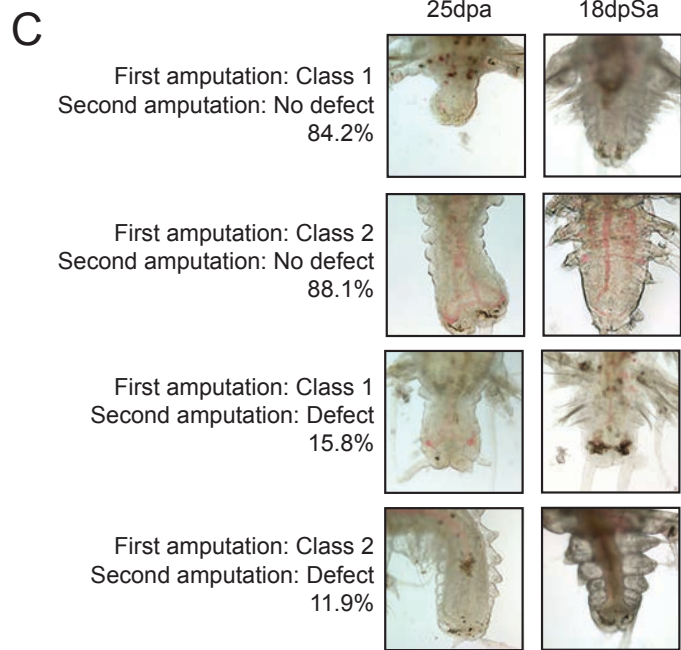 C
25dpa 18dpSa
First amputation: Class 1
Second amputation: No defect
84.2%
First amputation: Class 2
Second amputation: No defect
88.1%
First amputation: Class 1
Second amputation: Defect
15.8%
First amputation: Class 2
Second amputation: Defect
11.9%